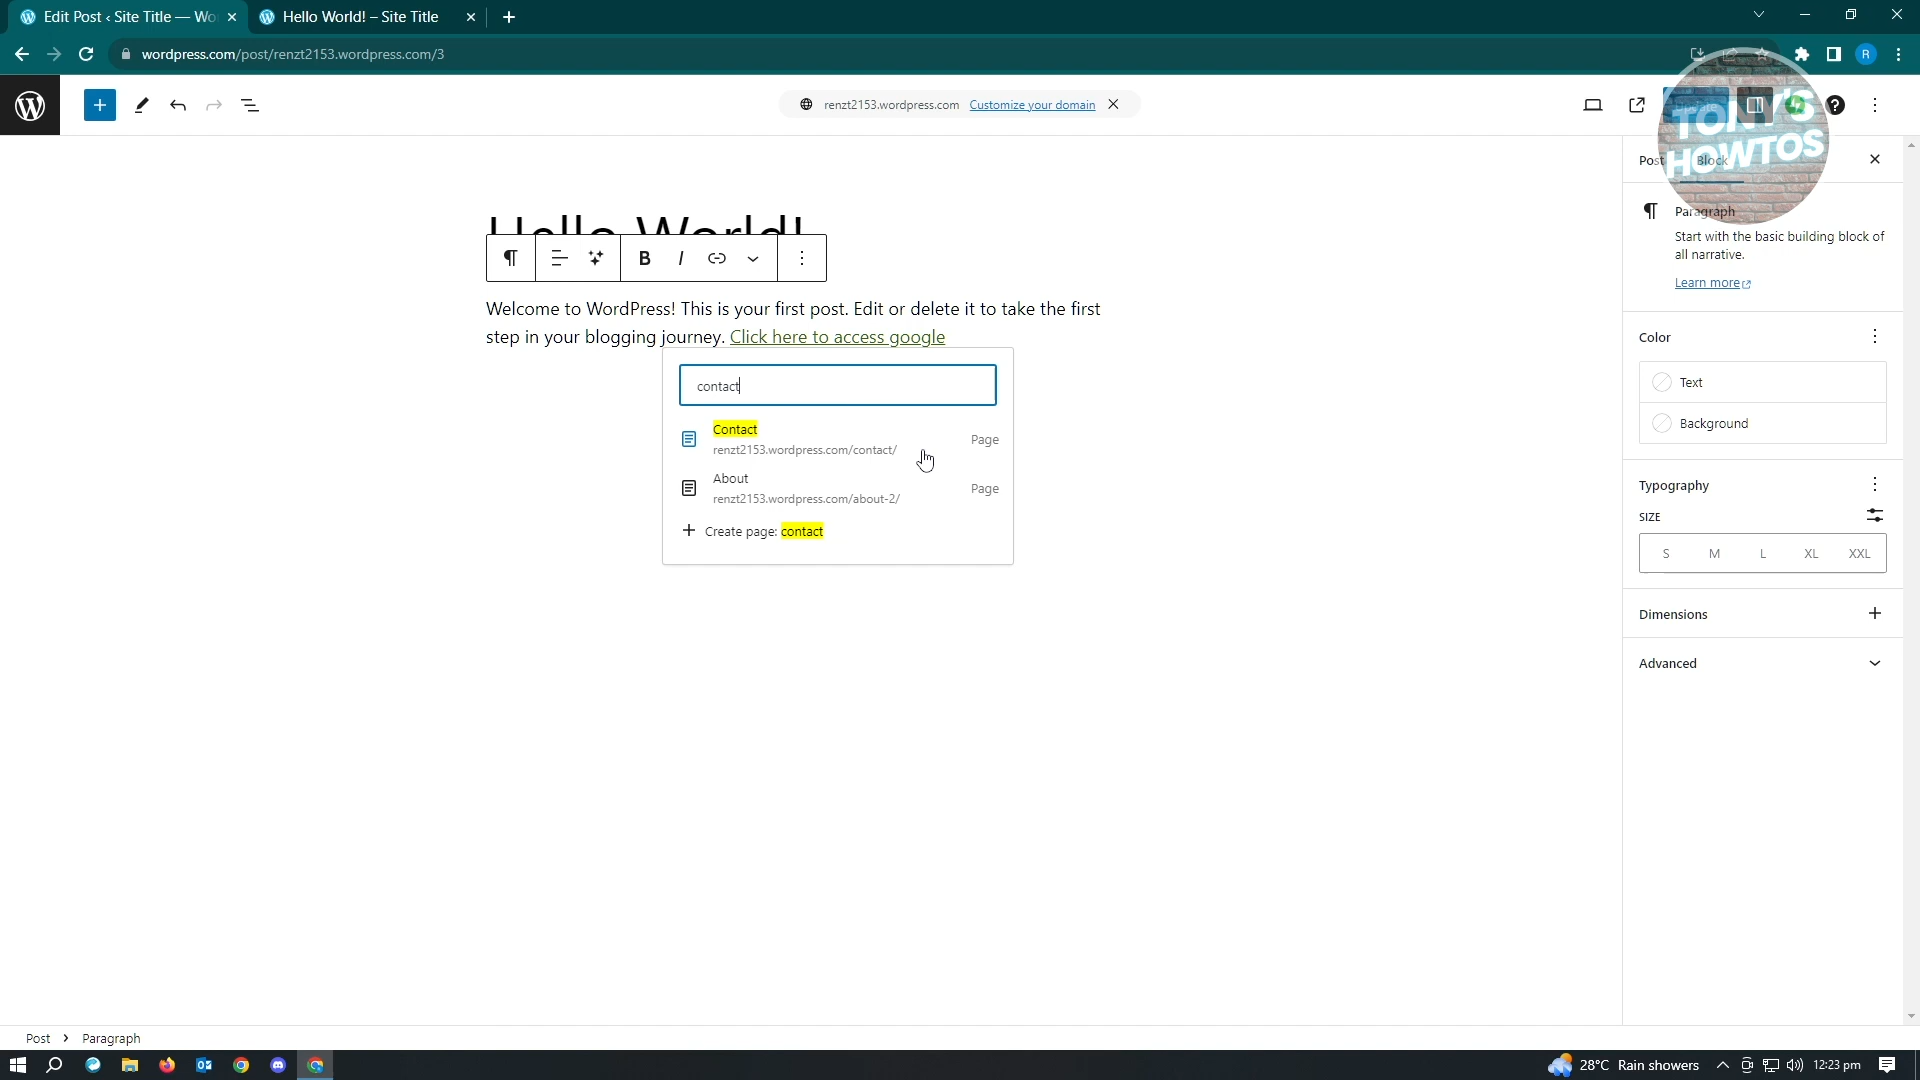 Edit Post ‹ Site Title — Wo
Hello World! – Site Title
wordpress.com/post/renzt2153.wordpress.com/3
R
renzt2153.wordpress.com Customize your domain
TONY'S
HOWTOS
Post Block
Hello World!
B I
Welcome to WordPress! This is your first post. Edit or delete it to take the first
step in your blogging journey. Click here to access google
contact
Contact
renzt2153.wordpress.com/contact/
Page
About
renzt2153.wordpress.com/about-2/
Page
Create page: contact
Paragraph
Start with the basic building block of
all narrative.
Learn more
Color
Text
Background
Typography
SIZE
S M L XL XXL
Dimensions
Advanced
Post Paragraph
28°C Rain showers
12:23 pm